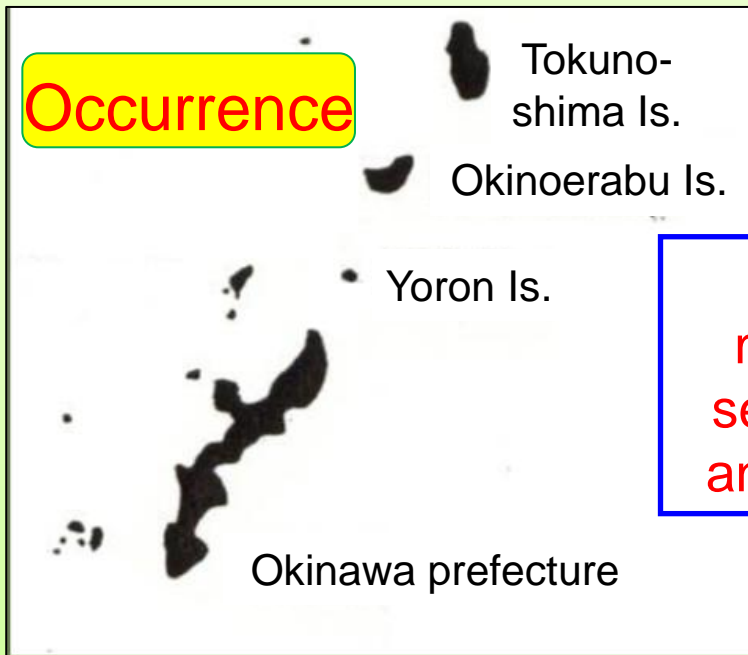 Occurrence
Tokuno-
shima Is.
Okinoerabu Is.
Yoron Is.
Okinawa prefecture